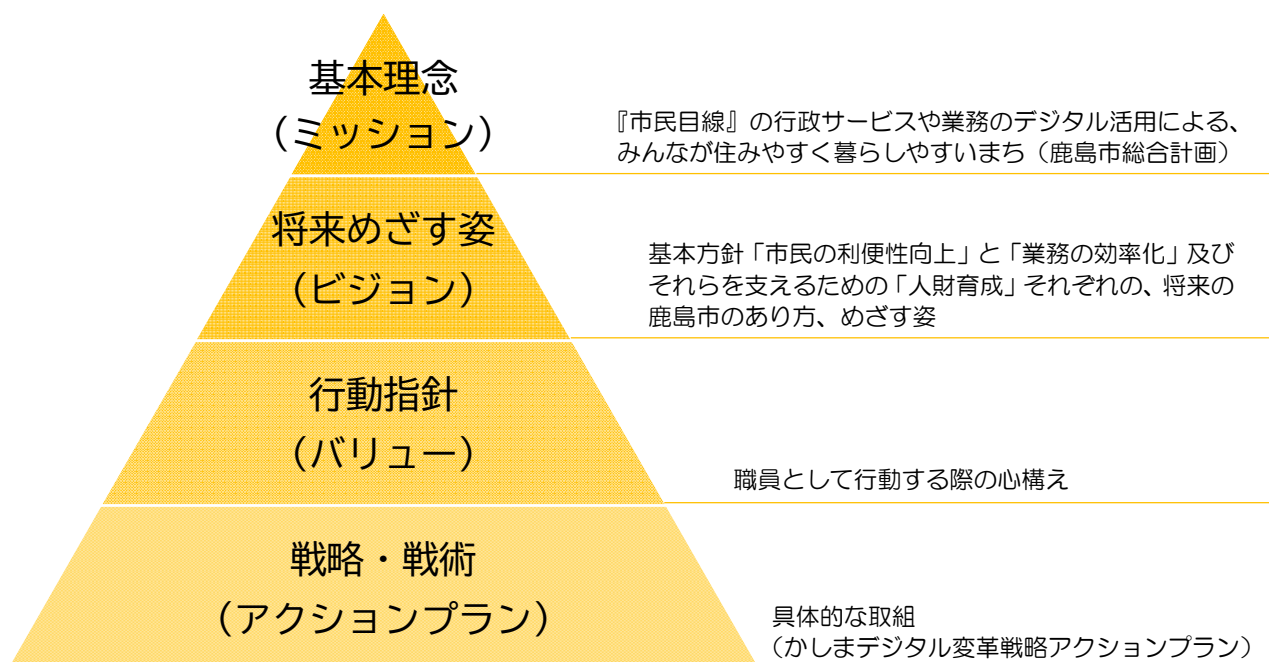 基本理念
（ミッション）
『市民目線』の行政サービスや業務のデジタル活用による、
みんなが住みやすく暮らしやすいまち（鹿島市総合計画）
将来めざす姿
（ビジョン）
基本方針「市民の利便性向上」と「業務の効率化」及び
それらを支えるための「人財育成」それぞれの、将来の
鹿島市のあり方、めざす姿
行動指針
（バリュー）
職員として行動する際の心構え
戦略・戦術
（アクションプラン）
具体的な取組
（かしまデジタル変革戦略アクションプラン）